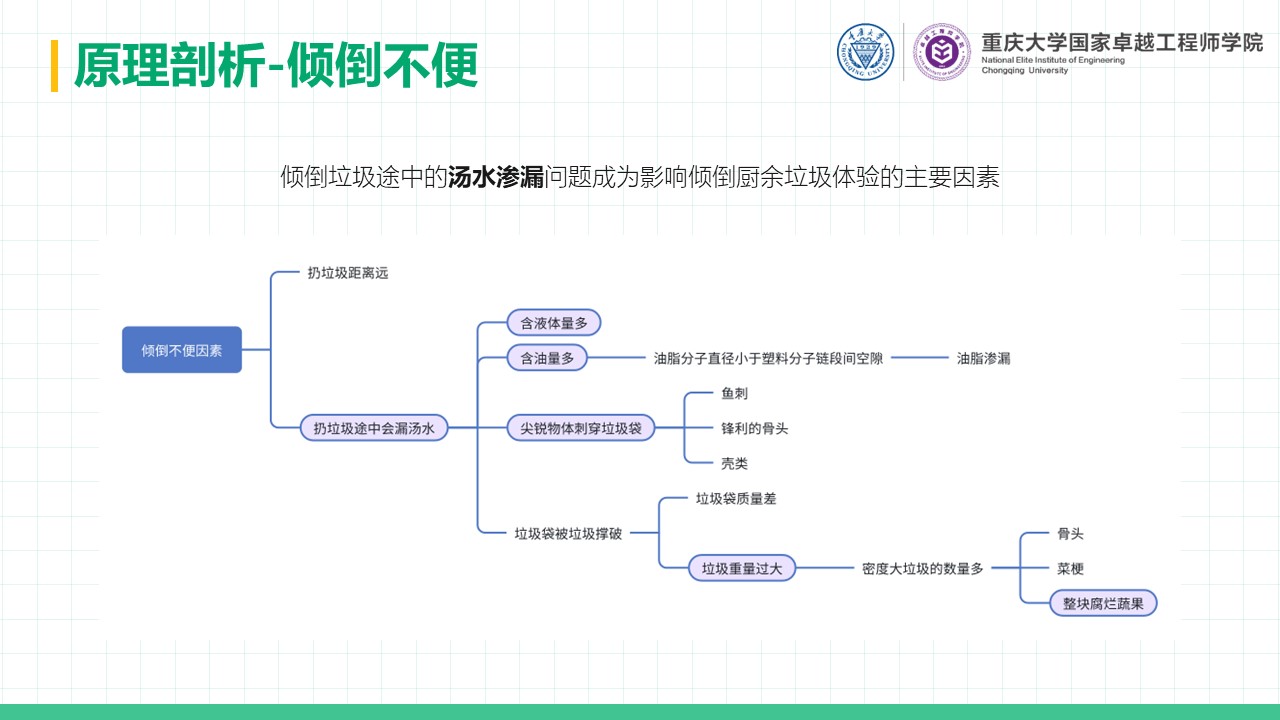 原理剖析-倾倒不便
重庆大学国家卓越工程师学院
National Elite Institute of Engineering
Chongqing University
倾倒垃圾途中的汤水渗漏问题成为影响倾倒厨余垃圾体验的主要因素
倾倒不便因素
扔垃圾距离远
扔垃圾途中会漏汤水
含液体量多
含油量多
油脂分子直径小于塑料分子链段间空隙
油脂渗漏
尖锐物体刺穿垃圾袋
鱼刺
锋利的骨头
壳类
垃圾袋被垃圾撑破
垃圾袋质量差
垃圾重量过大
密度大垃圾的数量多
骨头
菜梗
整块腐烂蔬果